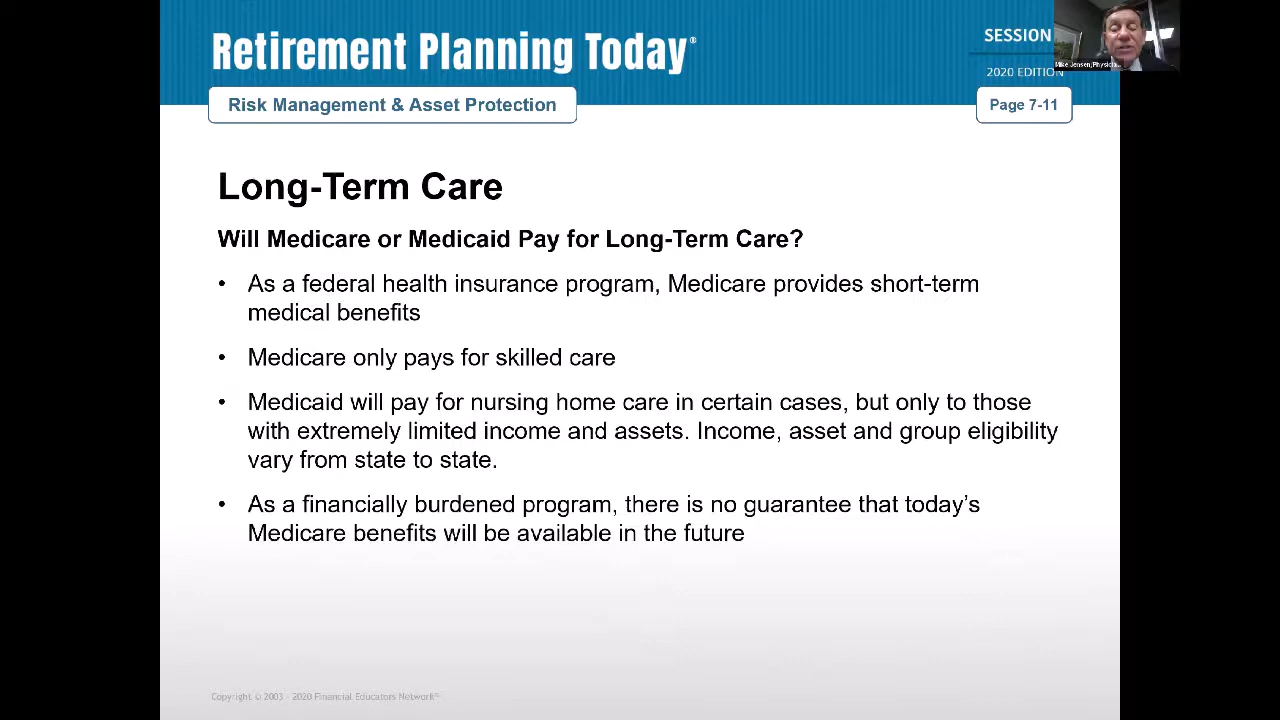 Retirement Planning Today®
SESSION
2020 EDITION
Mike Jensen, Physicia...
Risk Management & Asset Protection
Page 7-11
Long-Term Care
Will Medicare or Medicaid Pay for Long-Term Care?
• As a federal health insurance program, Medicare provides short-term
medical benefits
• Medicare only pays for skilled care
• Medicaid will pay for nursing home care in certain cases, but only to those
with extremely limited income and assets. Income, asset and group eligibility
vary from state to state.
• As a financially burdened program, there is no guarantee that today’s
Medicare benefits will be available in the future
Copyright © 2003 - 2020 Financial Educators Network